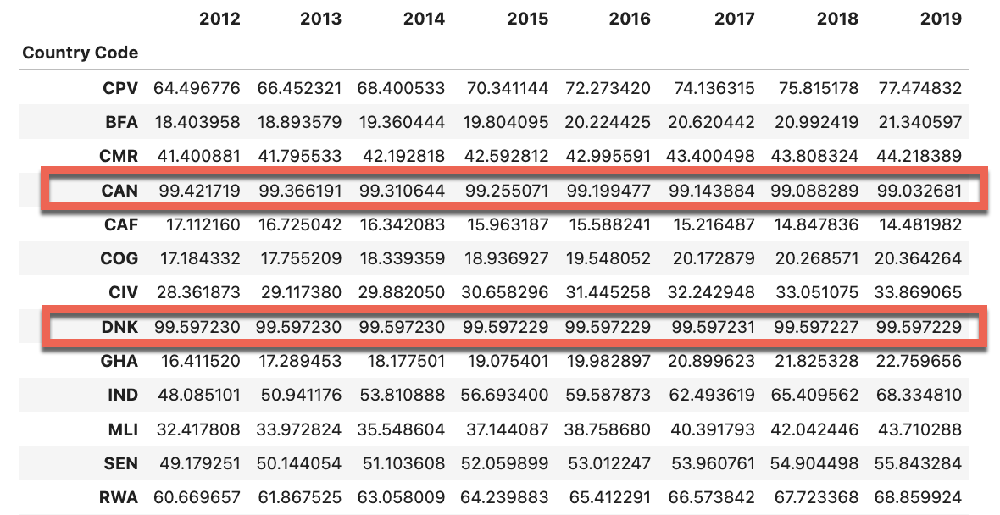 2012 2013 2014 2015 2016 2017 2018 2019
Country Code
CPV 64.496776 66.452321 68.400533 70.341144 72.273420 74.136315 75.815178 77.474832
BFA 18.403958 18.893579 19.360444 19.804095 20.224425 20.620442 20.992419 21.340597
CMR 41.400881 41.795533 42.192818 42.592812 42.995591 43.400498 43.808324 44.218389
CAN 99.421719 99.366191 99.310644 99.255071 99.199477 99.143884 99.088289 99.032681
CAF 17.112160 16.725042 16.342083 15.963187 15.588241 15.216487 14.847836 14.481982
COG 17.184332 17.755209 18.339359 18.936927 19.548052 20.172879 20.268571 20.364264
CIV 28.361873 29.117380 29.882050 30.658296 31.445258 32.242948 33.051075 33.869065
DNK 99.597230 99.597230 99.597230 99.597229 99.597229 99.597231 99.597227 99.597229
GHA 16.411520 17.289453 18.177501 19.075401 19.982897 20.899623 21.825328 22.759656
IND 48.085101 50.941176 53.810888 56.693400 59.587873 62.493619 65.409562 68.334810
MLI 32.417808 33.972824 35.548604 37.144087 38.758680 40.391793 42.042446 43.710288
SEN 49.179251 50.144054 51.103608 52.059899 53.012247 53.960761 54.904498 55.843284
RWA 60.669657 61.867525 63.058009 64.239883 65.412291 66.573842 67.723368 68.859924